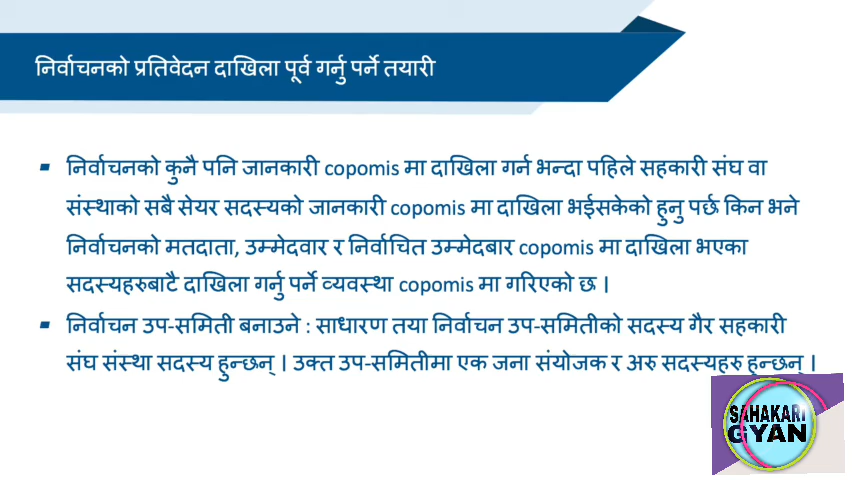 निर्वाचनको प्रतिवेदन दाखिला पूर्व गर्नु पर्ने तयारी
▪ निर्वाचनको कुनै पनि जानकारी copomis मा दाखिला गर्न भन्दा पहिले सहकारी संघ वा
संस्थाको सबै सेयर सदस्यको जानकारी copomis मा दाखिला भईसकेको हुनु पर्छ किन भने
निर्वाचनको मतदाता, उम्मेदवार र निर्वाचित उम्मेदबार copomis मा दाखिला भएका
सदस्यहरुबाटै दाखिला गर्नु पर्ने व्यवस्था copomis मा गरिएको छ ।
▪ निर्वाचन उप-समिती बनाउने : साधारण तया निर्वाचन उप-समितीको सदस्य गैर सहकारी
संघ संस्था सदस्य हुन्छन् । उक्त उप-समितीमा एक जना संयोजक र अरु सदस्यहरु हुन्छन् ।
SAHAKARI
GYAN